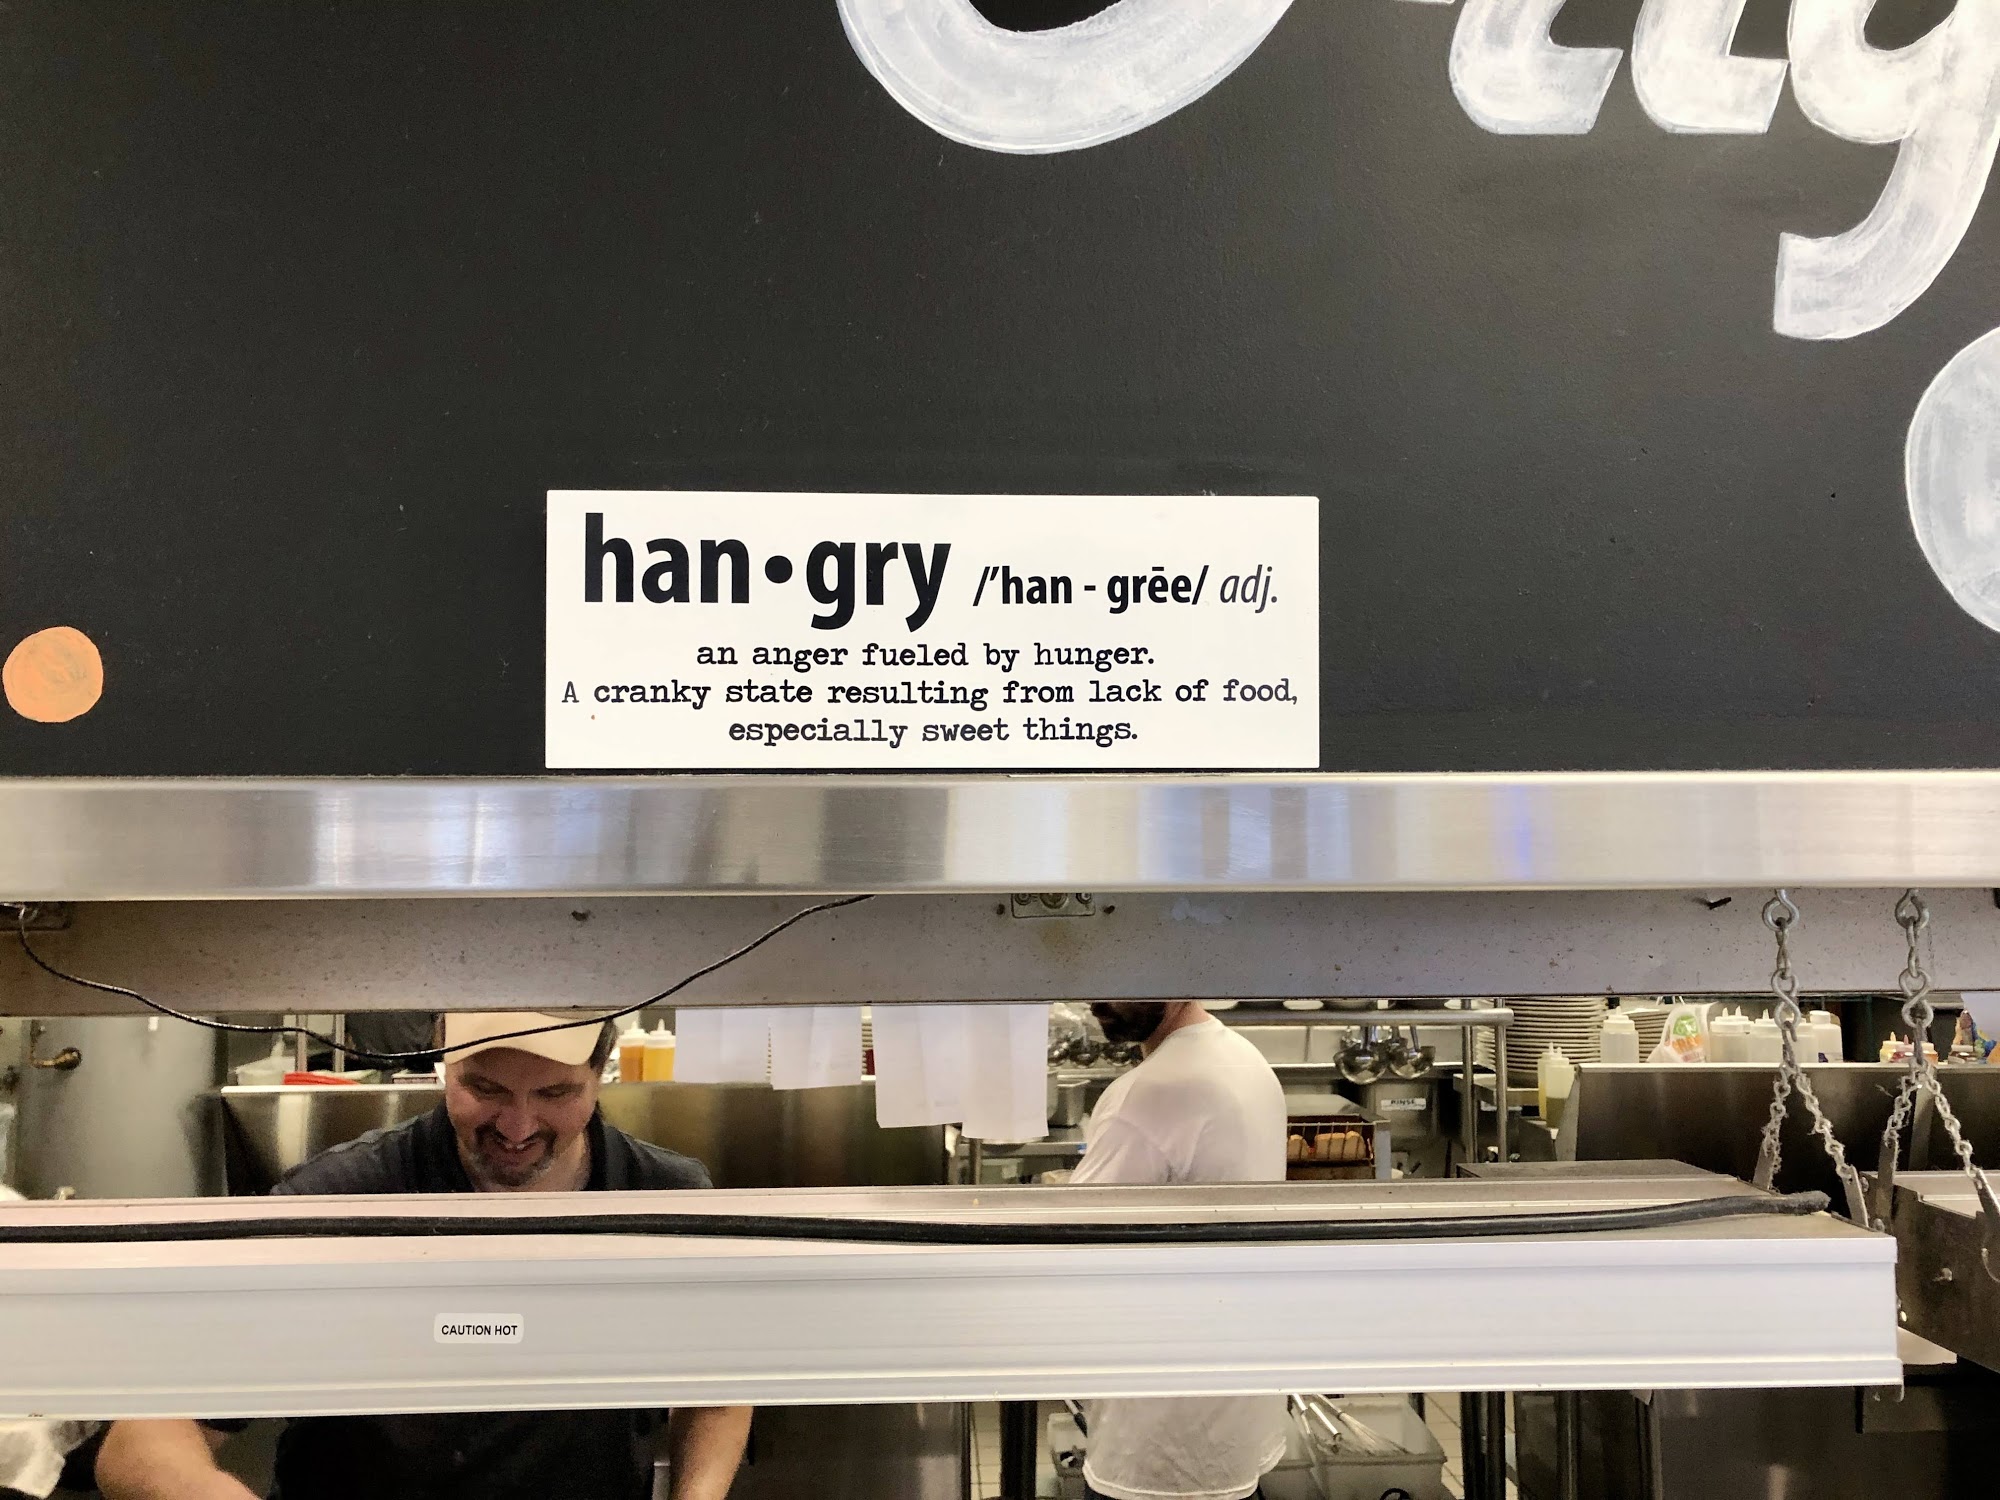 han•gry /'han - grēe/ adj.
an anger fueled by hunger.
A cranky state resulting from lack of food,
especially sweet things.
RINSE
CAUTION HOT